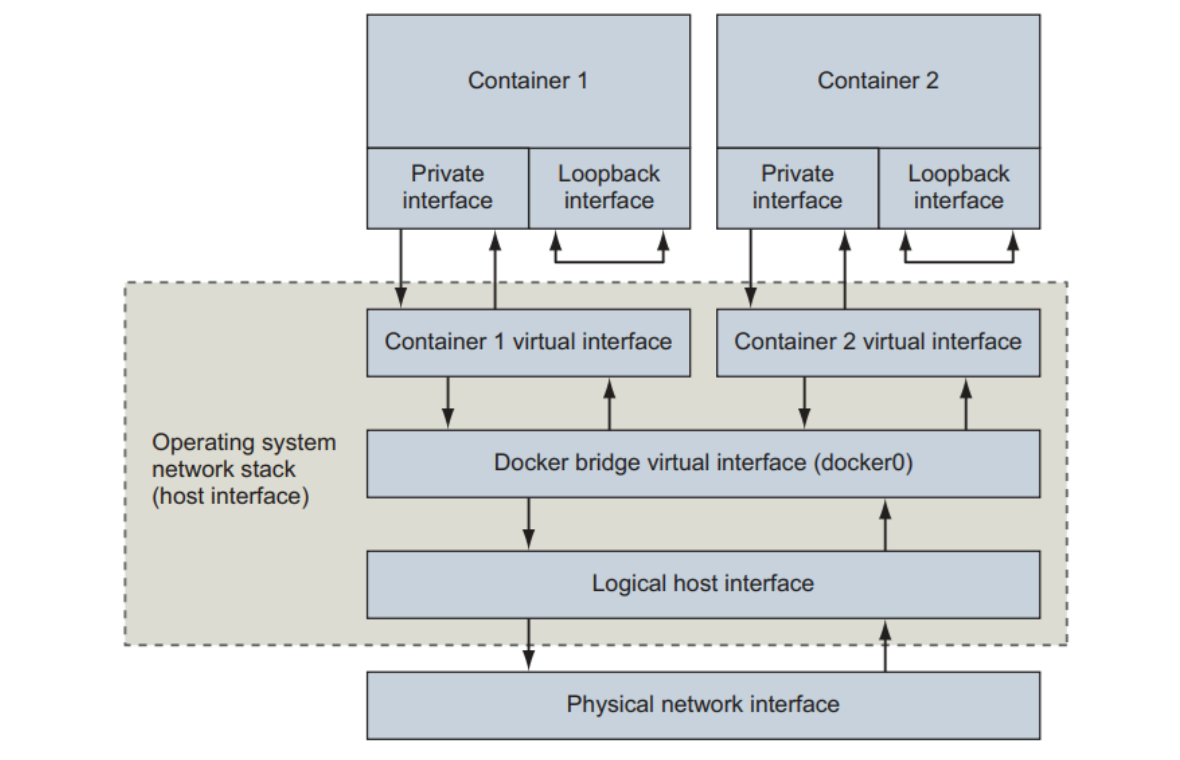 Container 1
Container 2
Private
interface
Loopback
interface
Private
interface
Loopback
interface
Container 1 virtual interface
Container 2 virtual interface
Operating system
network stack
(host interface)
Docker bridge virtual interface (docker0)
Logical host interface
Physical network interface